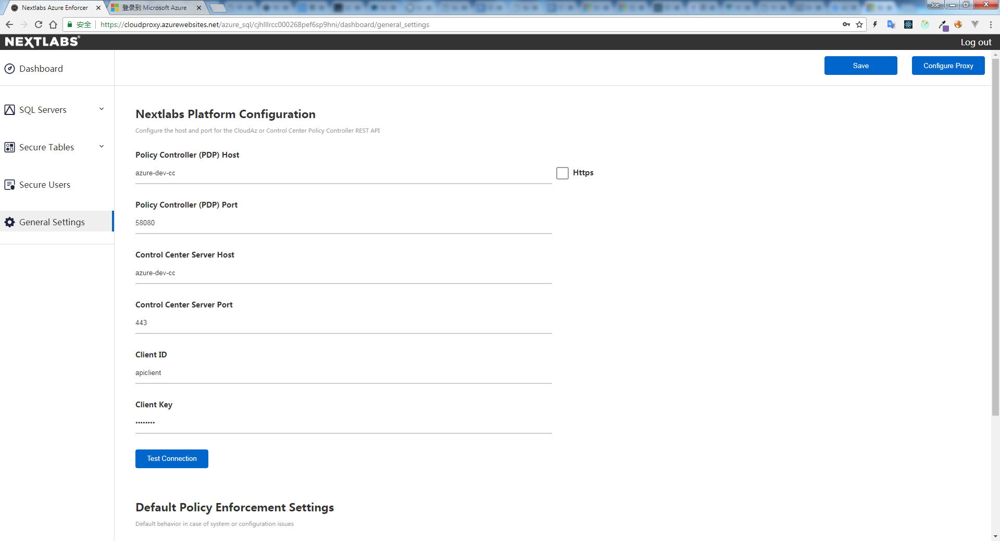 Nextlabs Azure Enforcer
登录到 Microsoft Azure
Joe
安全
https://cloudproxy.azurewebsites.net/azure_sql/cjhlllrcc000268pef6sp9hni/dashboard/general_settings
NEXTLABS®
Log out
Dashboard
Save
Configure Proxy
SQL Servers
Secure Tables
Secure Users
General Settings
Nextlabs Platform Configuration
Configure the host and port for the CloudAz or Control Center Policy Controller REST API
Policy Controller (PDP) Host
azure-dev-cc
Https
Policy Controller (PDP) Port
58080
Control Center Server Host
azure-dev-cc
Control Center Server Port
443
Client ID
apiclient
Client Key
••••••••
Test Connection
Default Policy Enforcement Settings
Default behavior in case of system or configuration issues